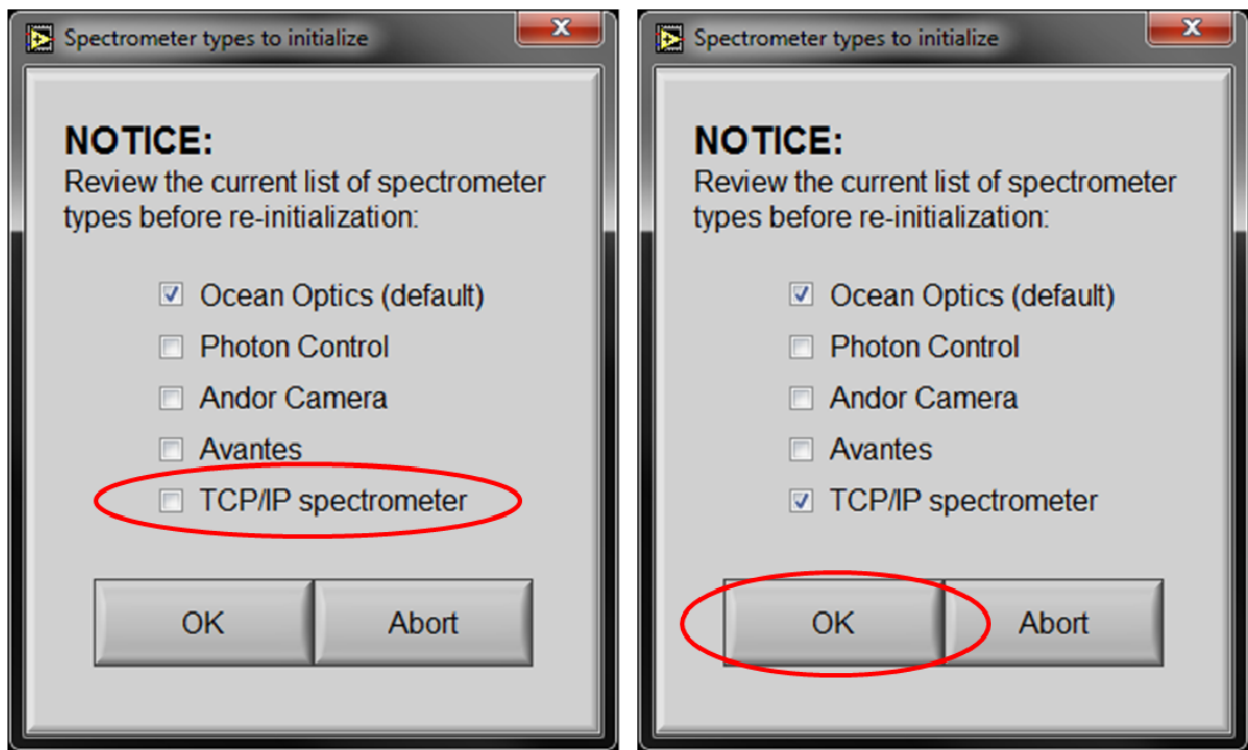 Spectrometer types to initialize
NOTICE:
Review the current list of spectrometer
types before re-initialization:
Ocean Optics (default)
Photon Control
Andor Camera
Avantes
TCP/IP spectrometer
OK
Abort
Spectrometer types to initialize
NOTICE:
Review the current list of spectrometer
types before re-initialization:
Ocean Optics (default)
Photon Control
Andor Camera
Avantes
TCP/IP spectrometer
OK
Abort